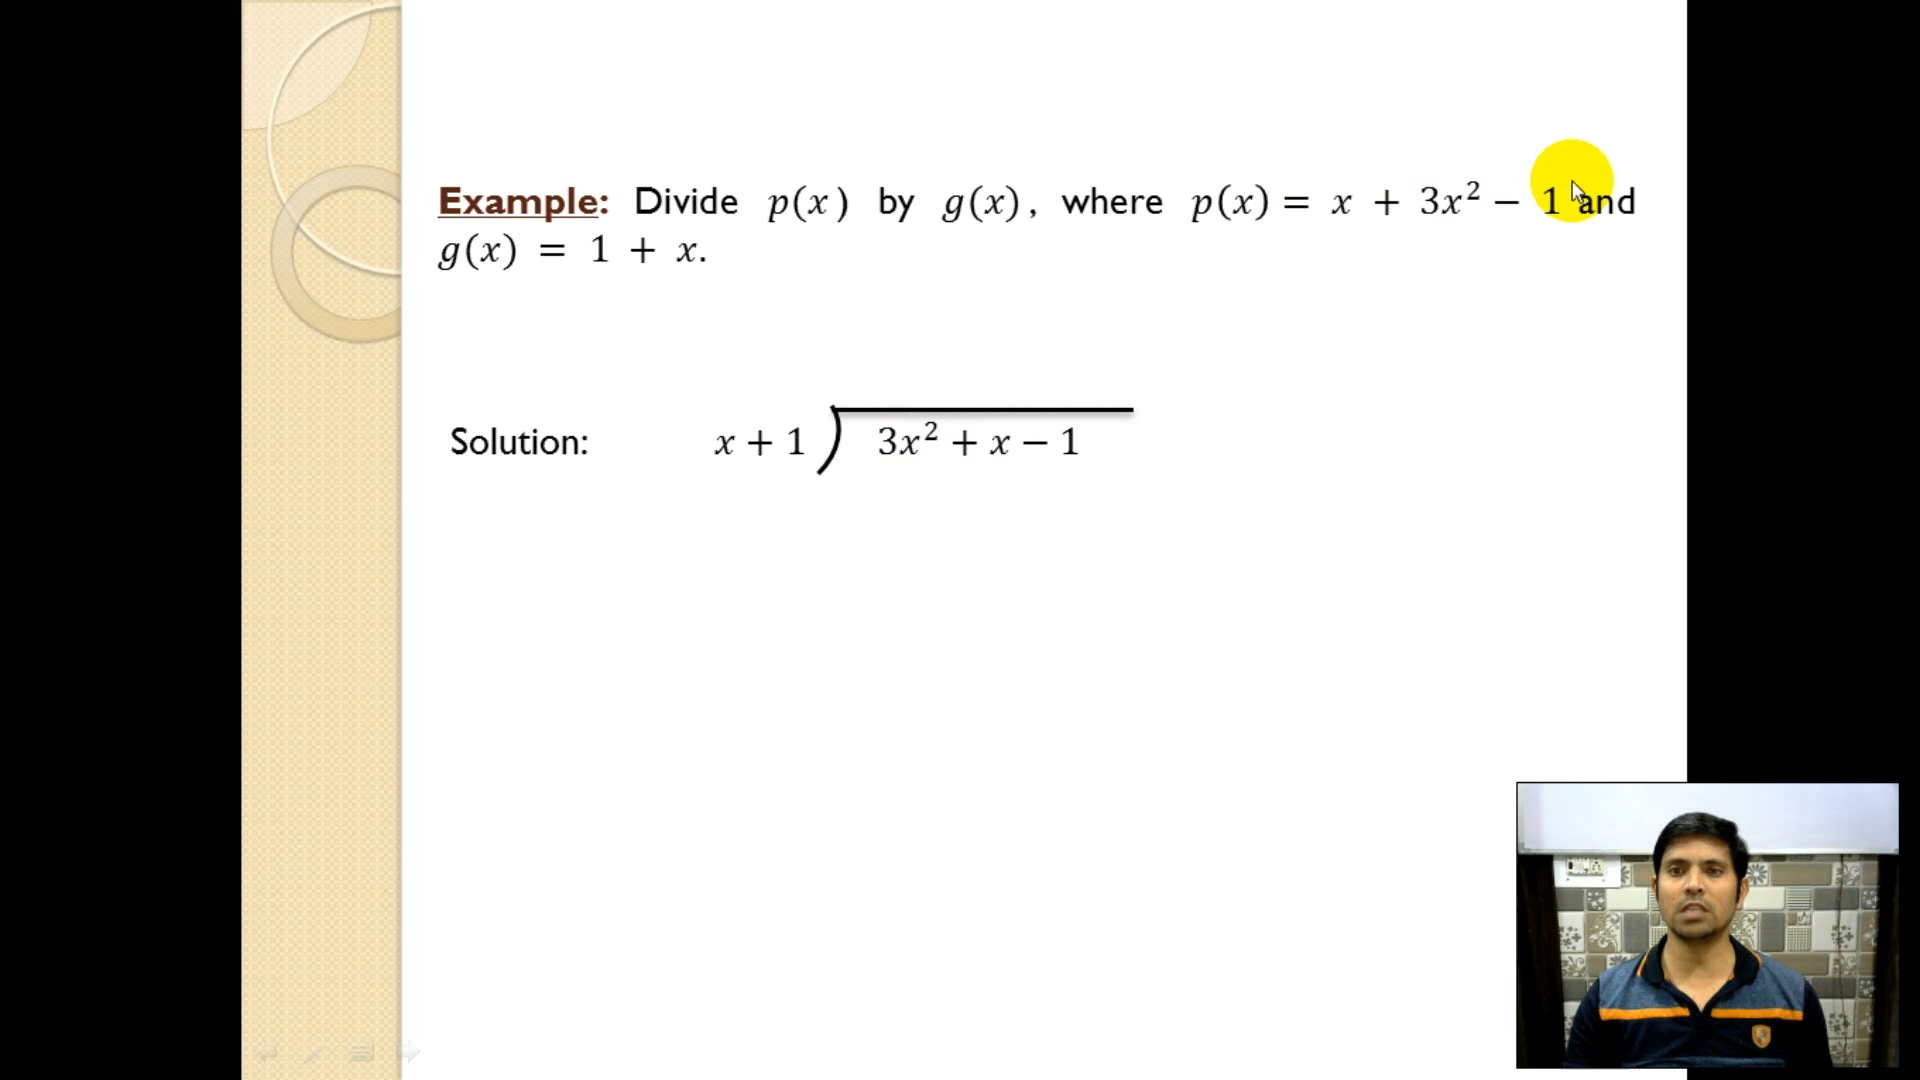 Example: Divide p(x) by g(x), where p(x) = x + 3x² − 1 and
g(x) = 1 + x.
Solution: x + 1 ) 3x² + x − 1